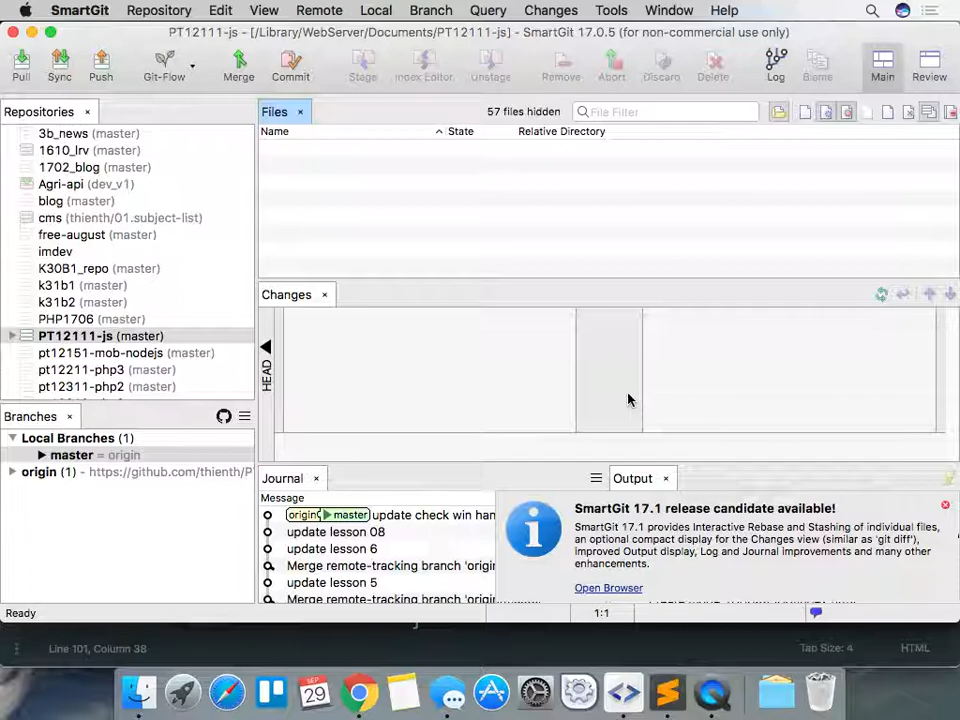 SmartGit Repository Edit View Remote Local Branch Query Changes Tools Window Help
PT12111-js - [/Library/WebServer/Documents/PT12111-js] - SmartGit 17.0.5 (for non-commercial use only)
Pull Sync Push Git-Flow Merge Commit Stage Index Editor Unstage Remove Abort Discard Delete Log Blame Main Review
Repositories
3b_news (master)
1610_lrv (master)
1702_blog (master)
Agri-api (dev_v1)
blog (master)
cms (thienth/01.subject-list)
free-august (master)
imdev
K30B1_repo (master)
k31b1 (master)
k31b2 (master)
PHP1706 (master)
PT12111-js (master)
pt12151-mob-nodejs (master)
pt12211-php3 (master)
pt12311-php2 (master)
Files
57 files hidden
File Filter
Name State Relative Directory
Changes
HEAD
Branches
Local Branches (1)
master = origin
origin (1) - https://github.com/thienth/P
Journal
Message
origin master update check win han
update lesson 08
update lesson 6
Merge remote-tracking branch 'origi
update lesson 5
Merge remote-tracking branch 'origi
Output
SmartGit 17.1 release candidate available!
SmartGit 17.1 provides Interactive Rebase and Stashing of individual files,
an optional compact display for the Changes view (similar as 'git diff'),
improved Output display, Log and Journal improvements and many other
enhancements.
Open Browser
Ready
1:1
Line 101, Column 38
Tab Size: 4
HTML
SEP
29